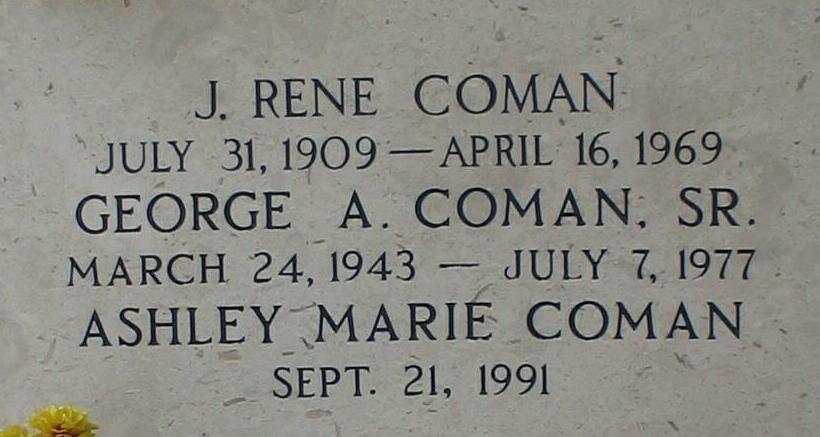 J. RENE COMAN
JULY 31, 1909 — APRIL 16, 1969
GEORGE A. COMAN, SR.
MARCH 24, 1943 — JULY 7, 1977
ASHLEY MARIE COMAN
SEPT. 21, 1991